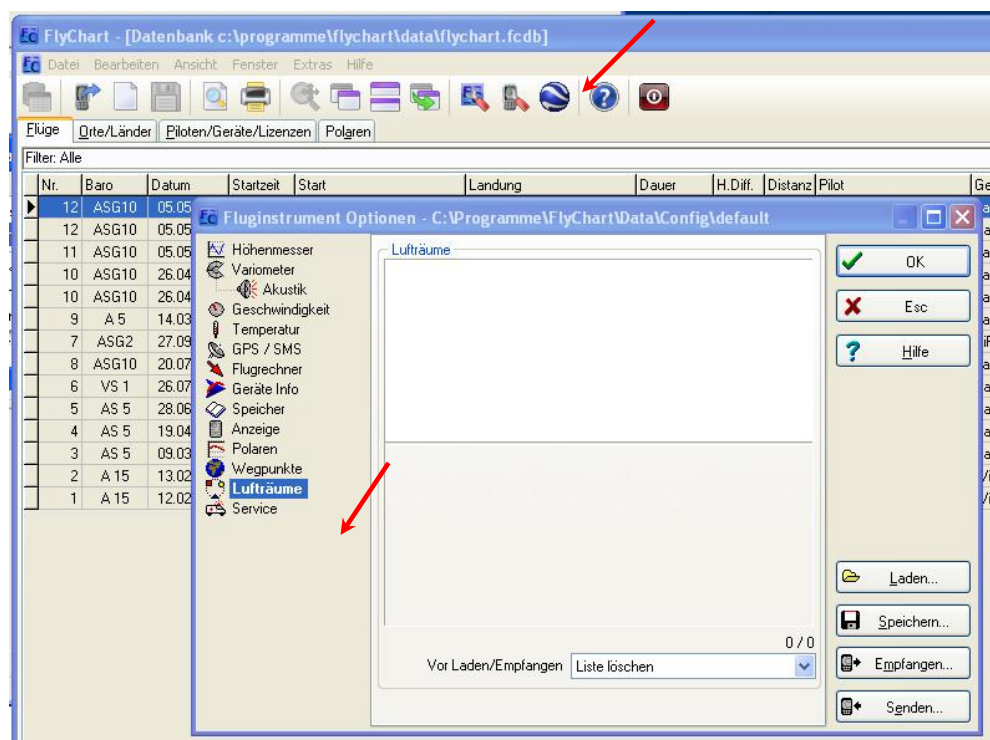 FlyChart - [Datenbank c:\programme\flychart\data\flychart.fcdb]
Datei Bearbeiten Ansicht Fenster Extras Hilfe
Flüge Orte/Länder Piloten/Geräte/Lizenzen Polaren
Filter: Alle
Nr. Baro Datum Startzeit Start Landung Dauer H.Diff. Distanz Pilot Ge
12 ASG10 05.05
12 ASG10 05.05
11 ASG10 05.05
10 ASG10 26.04
10 ASG10 26.04
9 A 5 14.03
7 ASG2 27.09
8 ASG10 20.07
6 VS 1 26.07
5 AS 5 28.06
4 AS 5 19.04
3 AS 5 09.03
2 A 15 13.02
1 A 15 12.02
Fluginstrument Optionen - C:\Programme\FlyChart\Data\Config\default
Höhenmesser
Variometer
Akustik
Geschwindigkeit
Temperatur
GPS / SMS
Flugrechner
Geräte Info
Speicher
Anzeige
Polaren
Wegpunkte
Lufträume
Service
Lufträume
0 / 0
Vor Laden/Empfangen Liste löschen
OK
Esc
Hilfe
Laden...
Speichern...
Empfangen...
Senden...